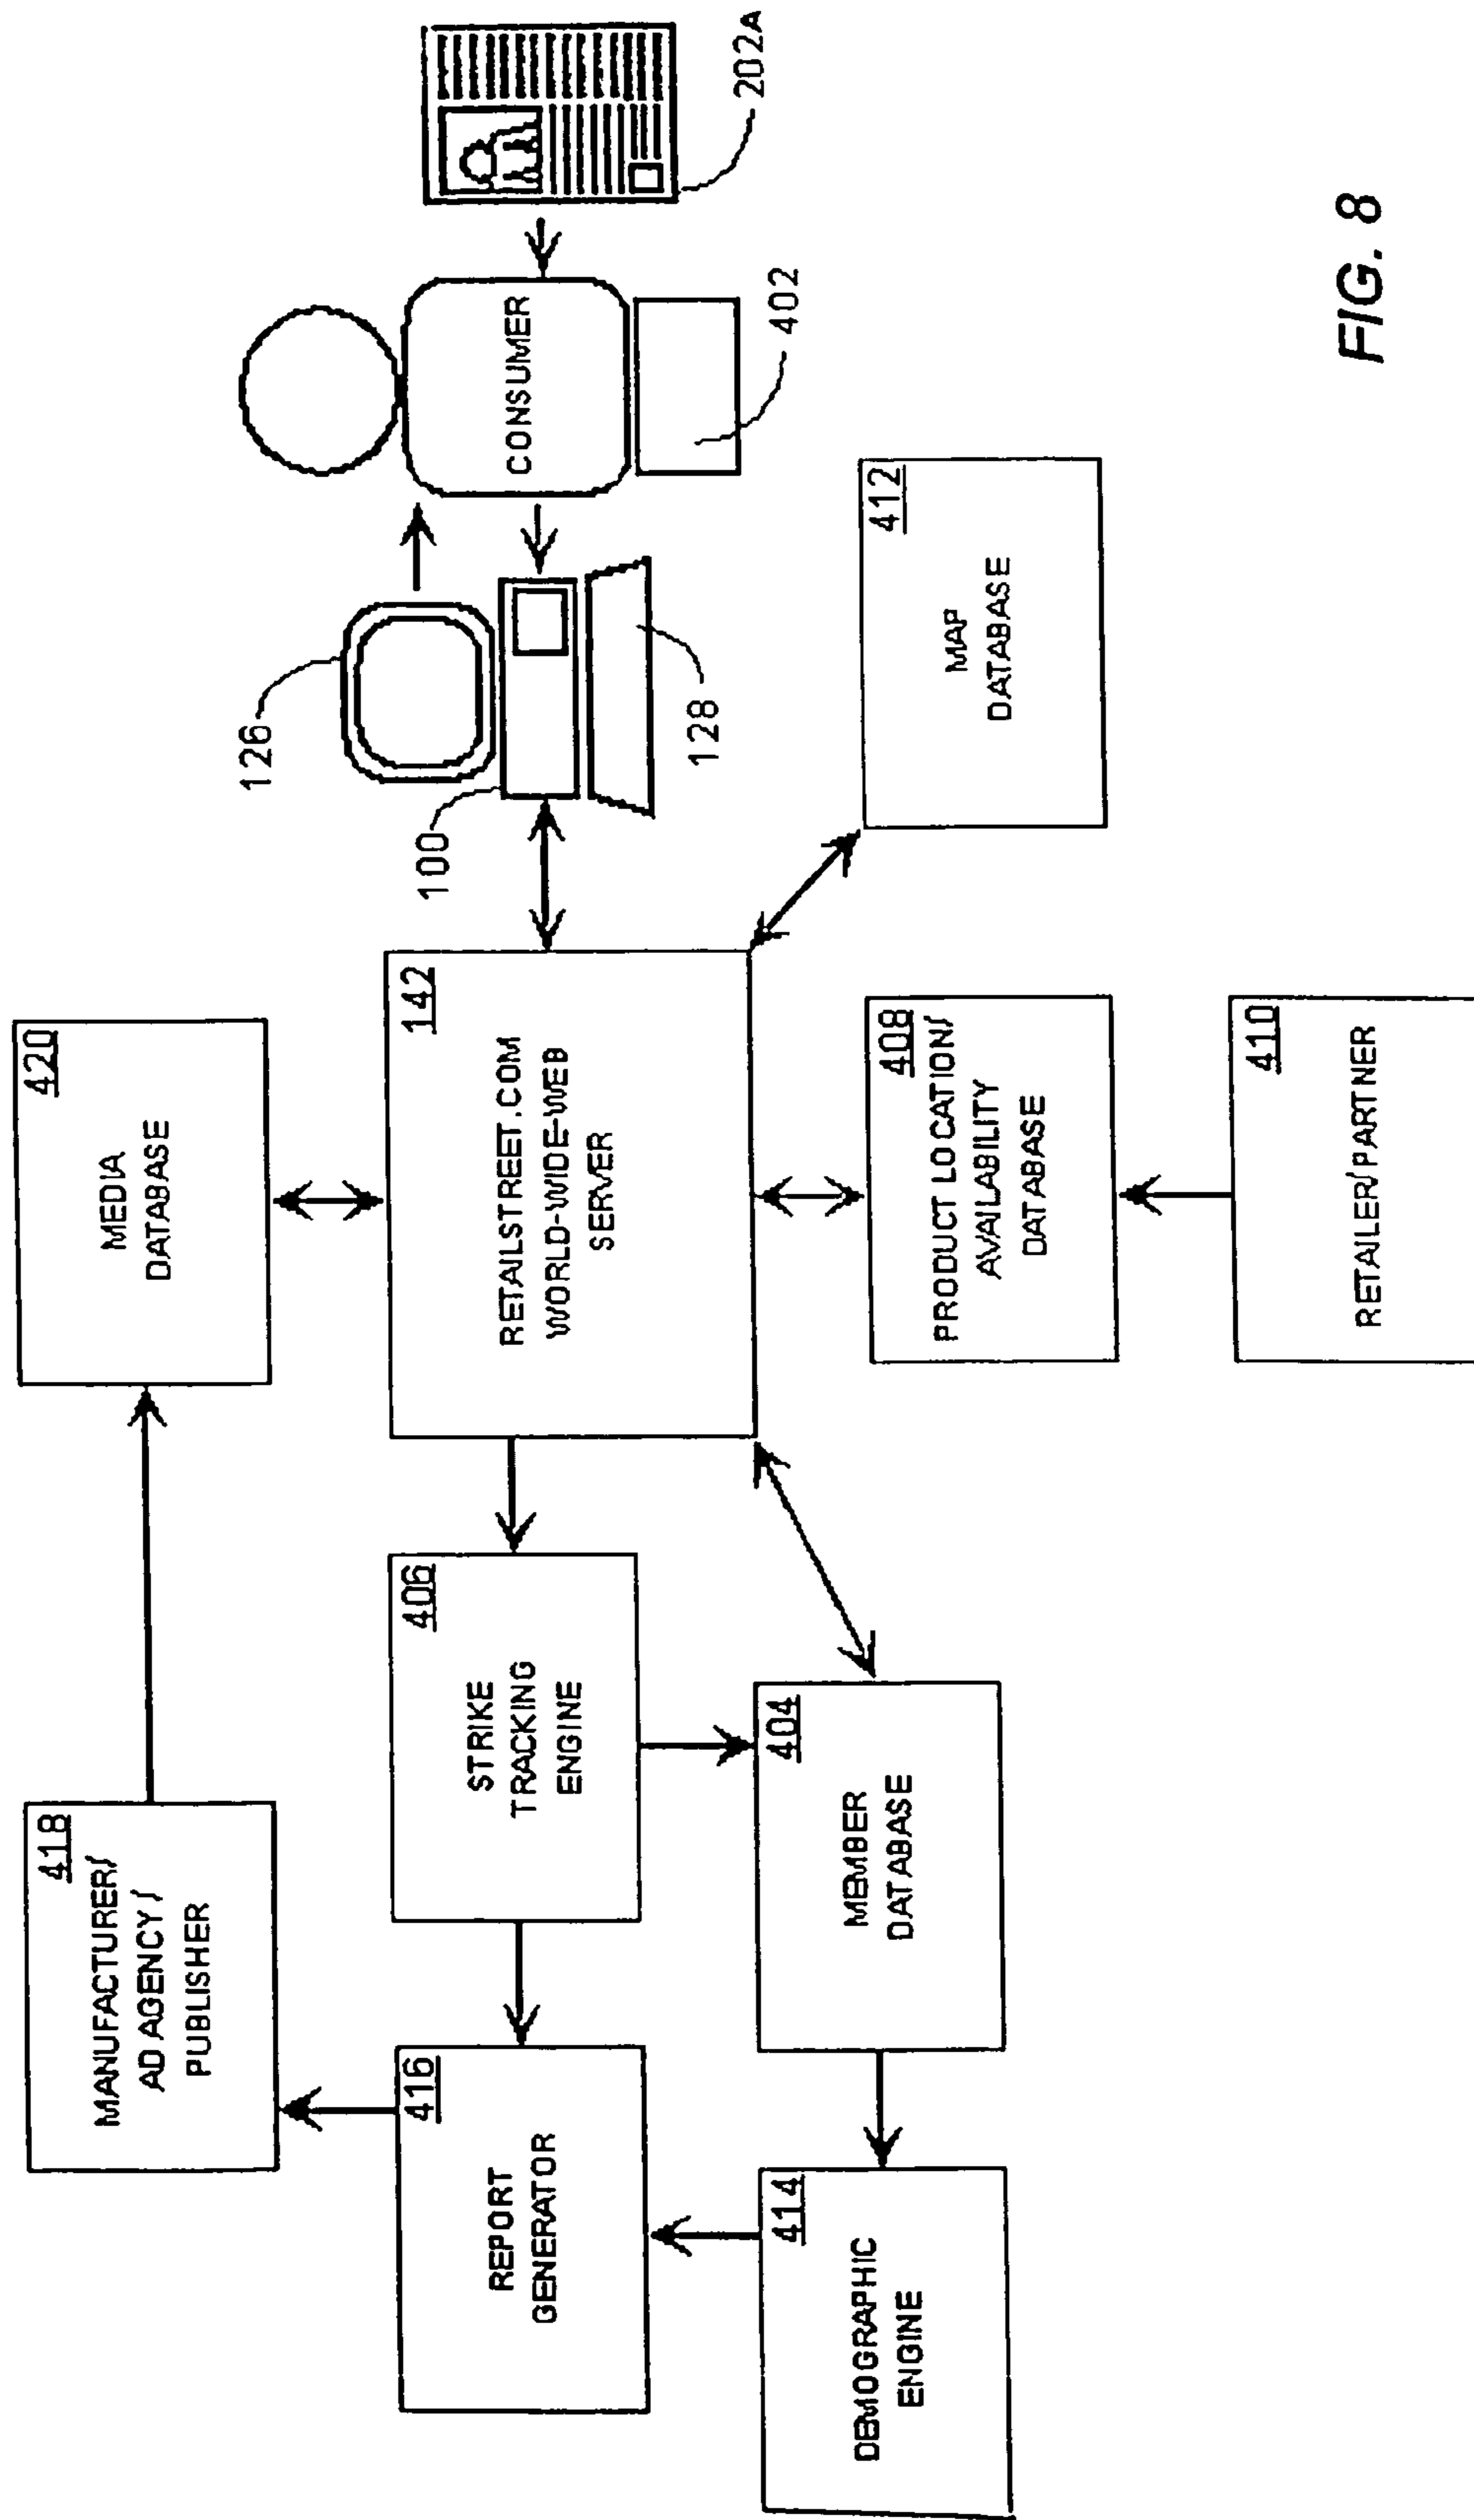 418
MANUFACTURER/
AD AGENCY/
PUBLISHER
420
MEDIA
DATABASE
126
100
CONSUMER
202A
416
REPORT
GENERATOR
406
STRIKE
TRACKING
ENGINE
142
RETAILSTREET.COM
WORLD-WIDE-WEB
SERVER
128
402
414
DEMOGRAPHIC
ENGINE
404
MEMBER
DATABASE
408
PRODUCT LOCATION/
AVAILABILITY
DATABASE
412
MAP
DATABASE
410
RETAILER/PARTNER
FIG. 8